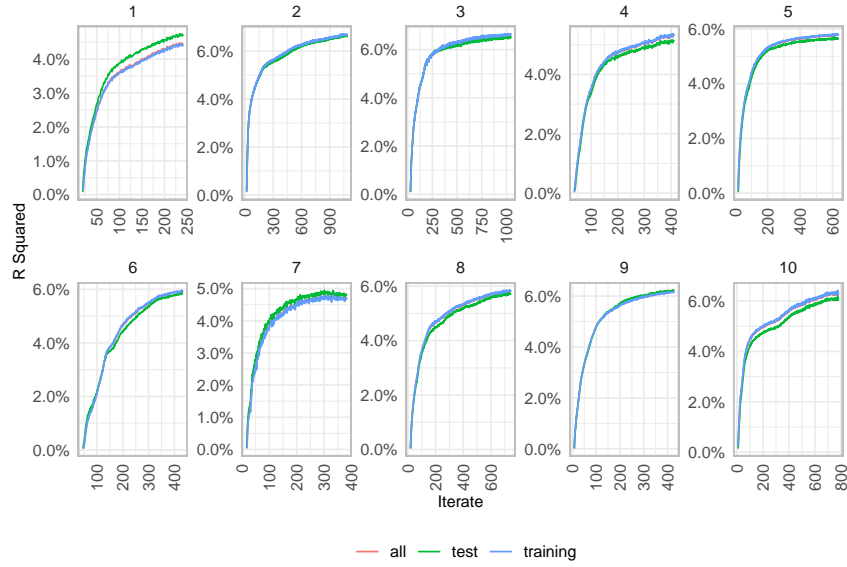 1 2 3 4 5
4.0% 6.0% 6.0% 4.0% 6.0%
3.0% 4.0% 4.0% 2.0% 4.0%
2.0% 2.0% 2.0% 0.0% 2.0%
1.0% 0.0% 0.0% 0.0%
0.0%
50 100 150 200 250 0 300 600 900 0 250 500 750 1000 100 200 300 400 0 200 400 600
R Squared
6 7 8 9 10
6.0% 5.0% 6.0% 6.0% 6.0%
4.0% 4.0% 4.0% 4.0% 4.0%
2.0% 3.0% 2.0% 2.0% 2.0%
0.0% 2.0% 0.0% 0.0% 0.0%
1.0%
0.0%
100 200 300 400 0 100 200 300 400 0 200 400 600 0 100 200 300 400 0 200 400 600 800
Iterate
all test training